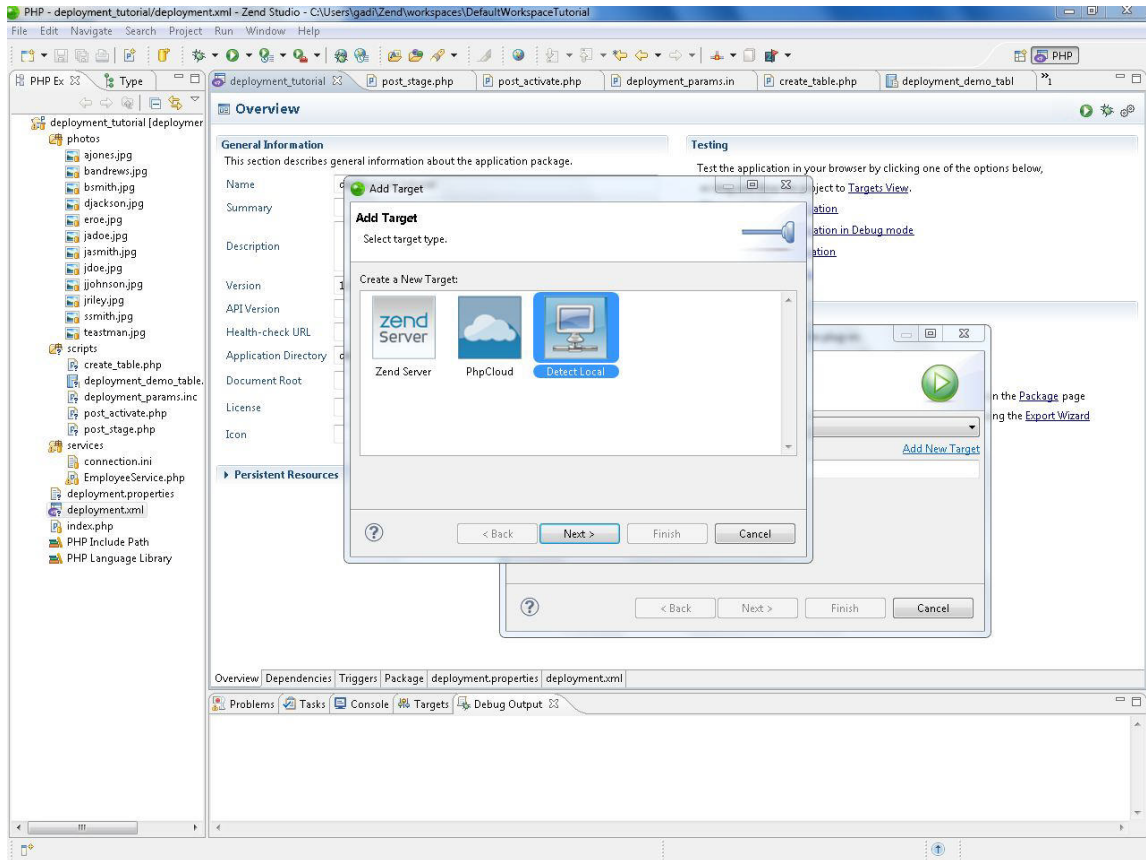 PHP - deployment_tutorial/deployment.xml - Zend Studio - C:\Users\gadi\Zend\workspaces\DefaultWorkspaceTutorial
File Edit Navigate Search Project Run Window Help
PHP
PHP Ex Type
deployment_tutorial post_stage.php post_activate.php deployment_params.in create_table.php deployment_demo_tabl »1
deployment_tutorial [deploymer
photos
ajones.jpg
bandrews.jpg
bsmith.jpg
djackson.jpg
eroe.jpg
jadoe.jpg
jasmith.jpg
jdoe.jpg
jjohnson.jpg
jriley.jpg
ssmith.jpg
teastman.jpg
scripts
create_table.php
deployment_demo_table.
deployment_params.inc
post_activate.php
post_stage.php
services
connection.ini
EmployeeService.php
deployment.properties
deployment.xml
index.php
PHP Include Path
PHP Language Library
Overview
General Information
This section describes general information about the application package.
Name
Summary
Description
Version 1
API Version
Health-check URL
Application Directory
Document Root
License
Icon
Persistent Resources
Testing
Test the application in your browser by clicking one of the options below,
ject to Targets View.
ation
ation in Debug mode
ation
n the Package page
ng the Export Wizard
Add Target
Add Target
Select target type.
Create a New Target:
zend Server
Zend Server PhpCloud Detect Local
? < Back Next > Finish Cancel
Add New Target
? < Back Next > Finish Cancel
Overview Dependencies Triggers Package deployment.properties deployment.xml
Problems Tasks Console Targets Debug Output